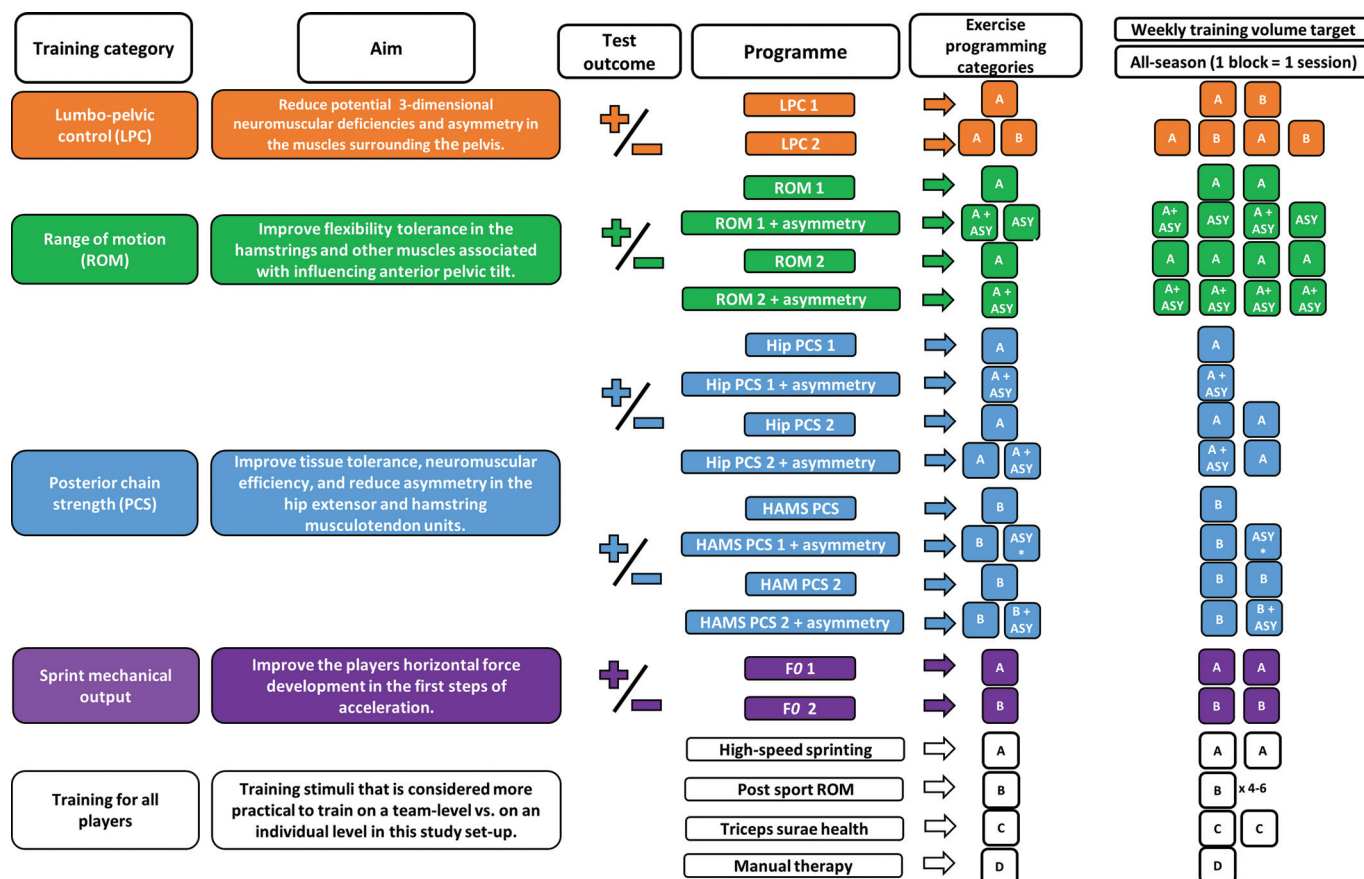 Training category
Aim
Test
outcome
Programme
Exercise
programming
categories
Weekly training volume target
All-season (1 block = 1 session)
Lumbo-pelvic
control (LPC)
Reduce potential 3-dimensional
neuromuscular deficiencies and asymmetry in
the muscles surrounding the pelvis.
+/−
LPC 1
A
A B
LPC 2
A B
A B A B
Range of motion
(ROM)
Improve flexibility tolerance in the
hamstrings and other muscles associated
with influencing anterior pelvic tilt.
+/−
ROM 1
A
A A
ROM 1 + asymmetry
A +
ASY
ASY
A+
ASY
ASY
A +
ASY
ASY
ROM 2
A
A A A A
ROM 2 + asymmetry
A +
ASY
A+
ASY
A+
ASY
A+
ASY
A+
ASY
Posterior chain
strength (PCS)
Improve tissue tolerance, neuromuscular
efficiency, and reduce asymmetry in the
hip extensor and hamstring
musculotendon units.
+/−
Hip PCS 1
A
A
Hip PCS 1 + asymmetry
A +
ASY
A +
ASY
Hip PCS 2
A
A A
Hip PCS 2 + asymmetry
A
A +
ASY
A +
ASY
A
+/−
HAMS PCS
B
B
HAMS PCS 1 + asymmetry
B
ASY
*
B
ASY
*
HAM PCS 2
B
B B
HAMS PCS 2 + asymmetry
B
B +
ASY
B
B +
ASY
Sprint mechanical
output
Improve the players horizontal force
development in the first steps of
acceleration.
+/−
F0 1
A
A A
F0 2
B
B B
Training for all
players
Training stimuli that is considered more
practical to train on a team-level vs. on an
individual level in this study set-up.
High-speed sprinting
A
A A
Post sport ROM
B
B x 4-6
Triceps surae health
C
C C
Manual therapy
D
D